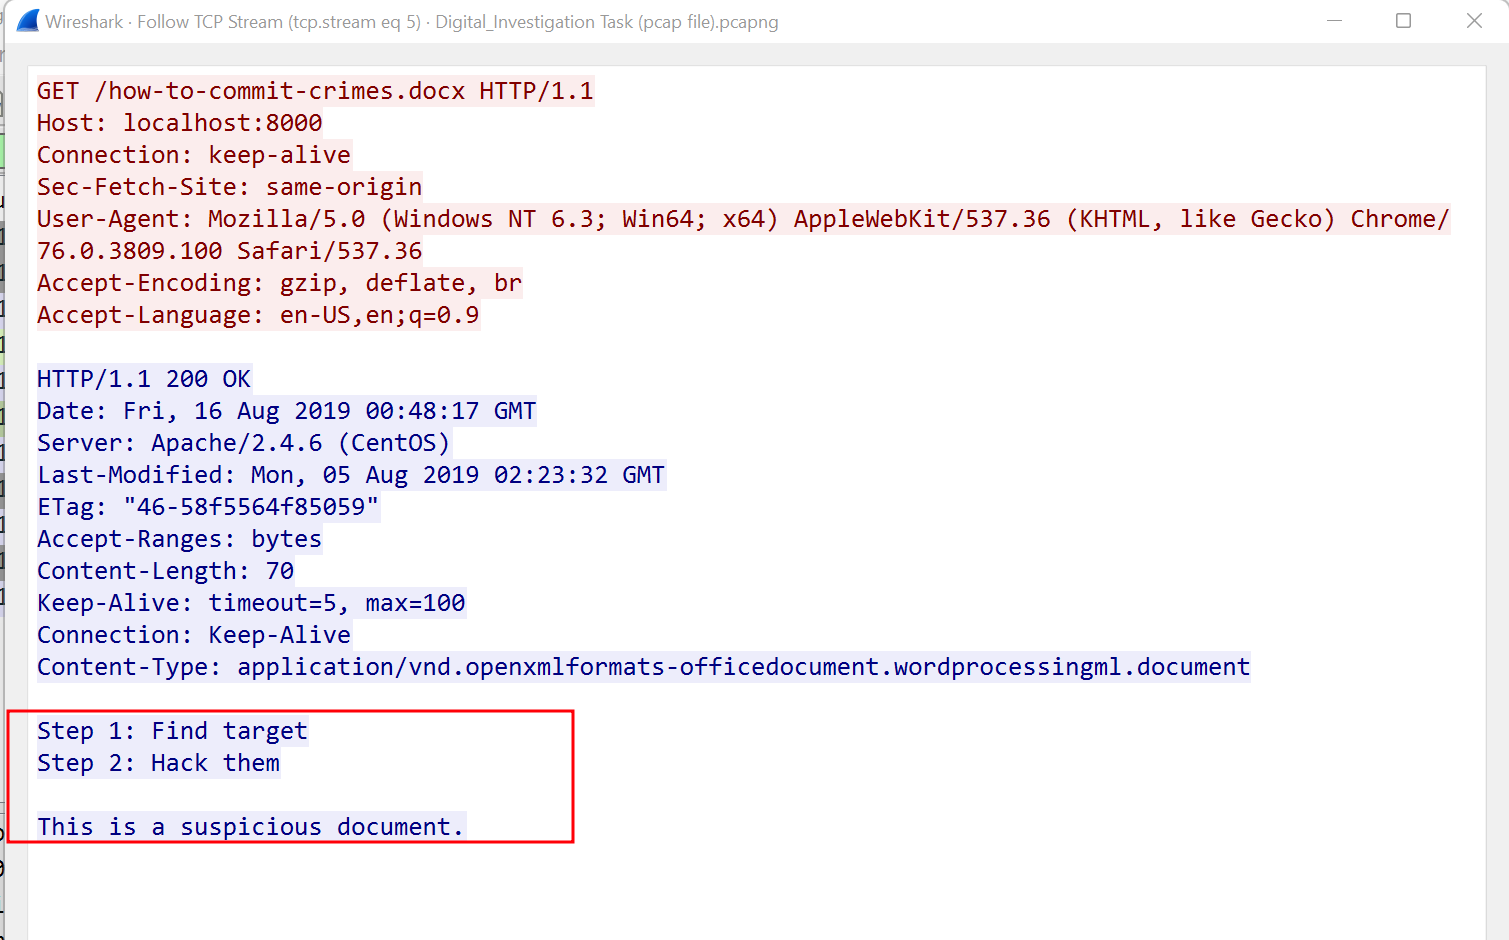 Wireshark · Follow TCP Stream (tcp.stream eq 5) · Digital_Investigation Task (pcap file).pcapng
GET /how-to-commit-crimes.docx HTTP/1.1
Host: localhost:8000
Connection: keep-alive
Sec-Fetch-Site: same-origin
User-Agent: Mozilla/5.0 (Windows NT 6.3; Win64; x64) AppleWebKit/537.36 (KHTML, like Gecko) Chrome/
76.0.3809.100 Safari/537.36
Accept-Encoding: gzip, deflate, br
Accept-Language: en-US,en;q=0.9
HTTP/1.1 200 OK
Date: Fri, 16 Aug 2019 00:48:17 GMT
Server: Apache/2.4.6 (CentOS)
Last-Modified: Mon, 05 Aug 2019 02:23:32 GMT
ETag: "46-58f5564f85059"
Accept-Ranges: bytes
Content-Length: 70
Keep-Alive: timeout=5, max=100
Connection: Keep-Alive
Content-Type: application/vnd.openxmlformats-officedocument.wordprocessingml.document
Step 1: Find target
Step 2: Hack them
This is a suspicious document.